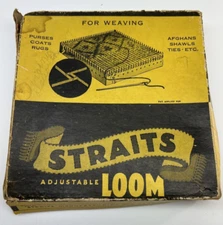 FOR WEAVING
PURSES
COATS
RUGS
AFGHANS
SHAWLS
TIES - ETC.
STRAITS
ADJUSTABLE LOOM